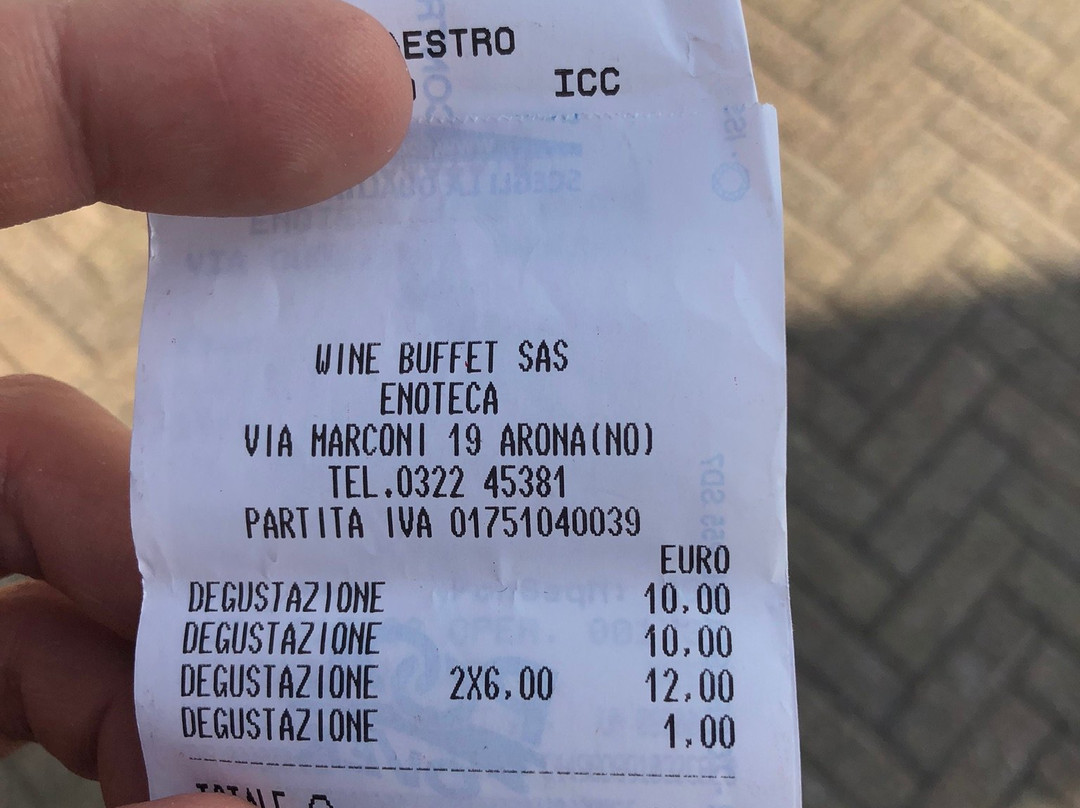 ESTRO
ICC
WINE BUFFET SAS
ENOTECA
VIA MARCONI 19 ARONA(NO)
TEL.0322 45381
PARTITA IVA 01751040039
EURO
DEGUSTAZIONE 10,00
DEGUSTAZIONE 10,00
DEGUSTAZIONE 2X6,00 12,00
DEGUSTAZIONE 1,00
TOTALE